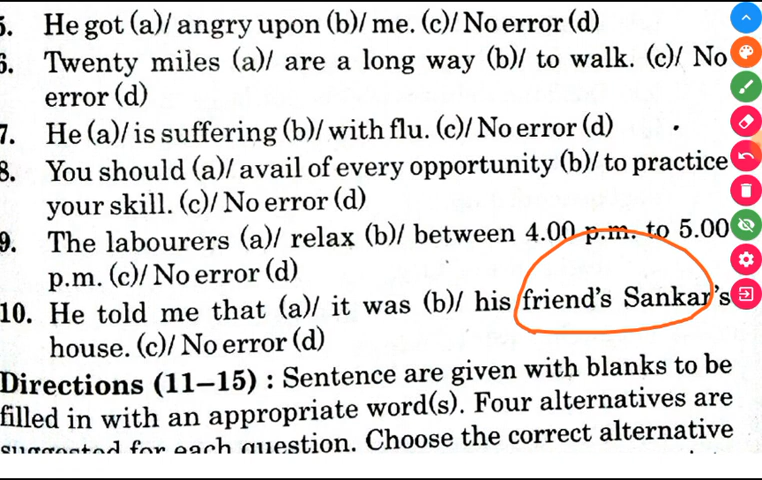 5. He got (a)/ angry upon (b)/ me. (c)/ No error (d)
6. Twenty miles (a)/ are a long way (b)/ to walk. (c)/ No
error (d)
7. He (a)/ is suffering (b)/ with flu. (c)/ No error (d)
8. You should (a)/ avail of every opportunity (b)/ to practice
your skill. (c)/ No error (d)
9. The labourers (a)/ relax (b)/ between 4.00 p.m. to 5.00
p.m. (c)/ No error (d)
10. He told me that (a)/ it was (b)/ his friend's Sankar's
house. (c)/ No error (d)
Directions (11–15) : Sentence are given with blanks to be
filled in with an appropriate word(s). Four alternatives are
suggested for each question. Choose the correct alternative